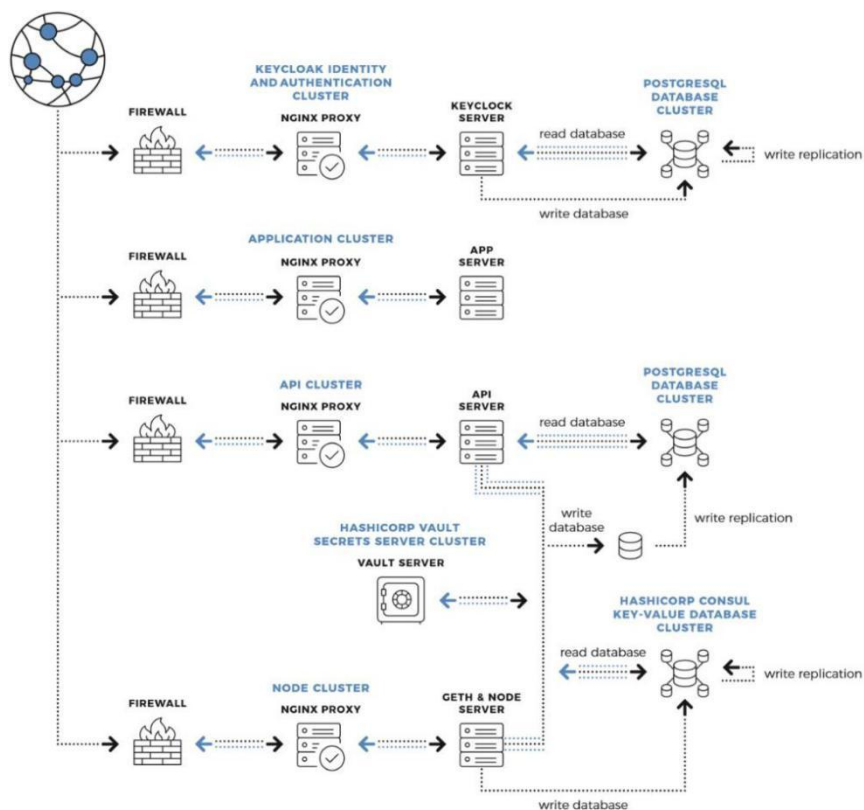 KEYCLOAK IDENTITY
AND AUTHENTICATION
CLUSTER
POSTGRESQL
DATABASE
CLUSTER
FIREWALL
NGINX PROXY
KEYCLOCK
SERVER
read database
write replication
write database
APPLICATION CLUSTER
FIREWALL
NGINX PROXY
APP
SERVER
POSTGRESQL
DATABASE
CLUSTER
API CLUSTER
FIREWALL
NGINX PROXY
API
SERVER
read database
write
database
write replication
HASHICORP VAULT
SECRETS SERVER CLUSTER
VAULT SERVER
HASHICORP CONSUL
KEY-VALUE DATABASE
CLUSTER
read database
write replication
NODE CLUSTER
FIREWALL
NGINX PROXY
GETH & NODE
SERVER
write database